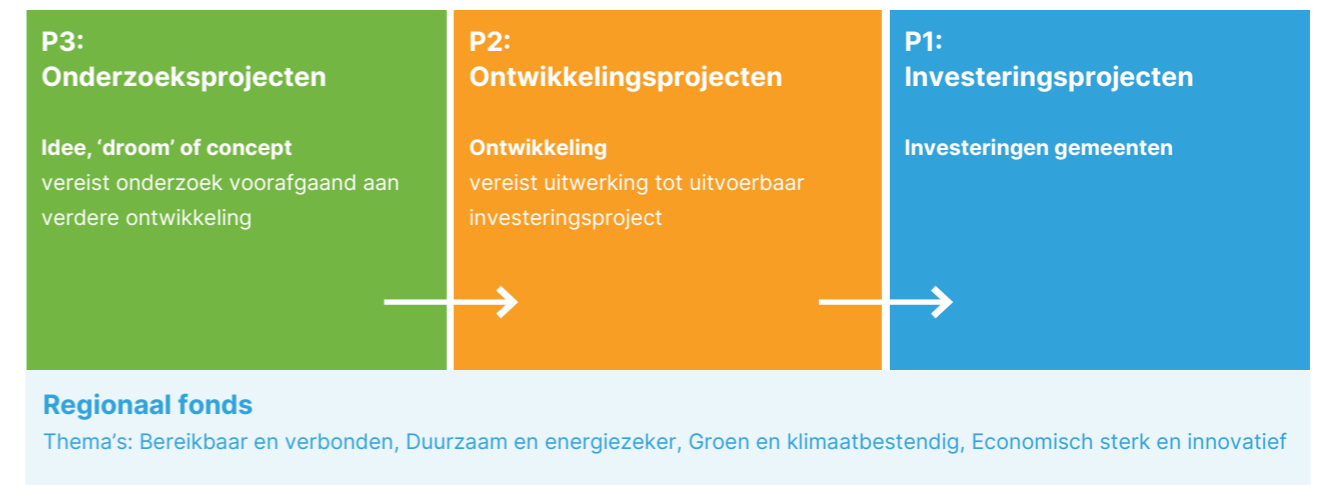 P3:
Onderzoeksprojecten
Idee, ‘droom’ of concept
vereist onderzoek voorafgaand aan
verdere ontwikkeling
P2:
Ontwikkelingsprojecten
Ontwikkeling
vereist uitwerking tot uitvoerbaar
investeringsproject
P1:
Investeringsprojecten
Investeringen gemeenten
Regionaal fonds
Thema’s: Bereikbaar en verbonden, Duurzaam en energiezeker, Groen en klimaatbestendig, Economisch sterk en innovatief